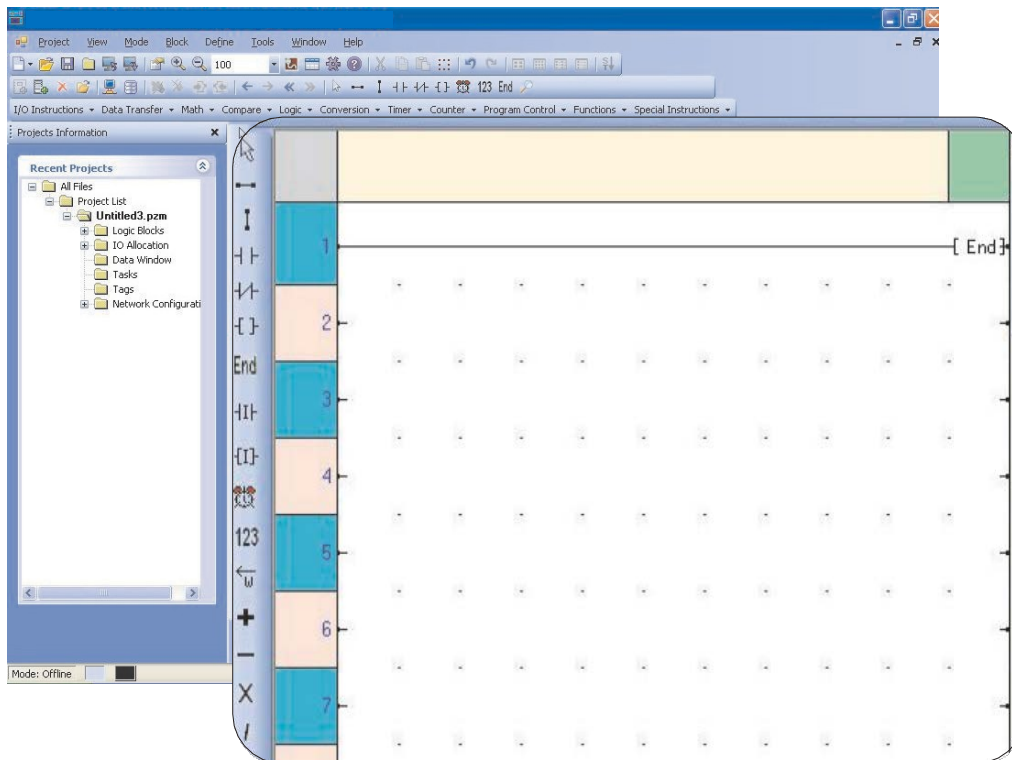 Project View Mode Block Define Tools Window Help
100
123 End
I/O Instructions Data Transfer Math Compare Logic Conversion Timer Counter Program Control Functions Special Instructions
Projects Information
Recent Projects
All Files
Project List
Untitled3.pzm
Logic Blocks
IO Allocation
Data Window
Tasks
Tags
Network Configurati
Mode: Offline
End
123
W
1
End
2
3
4
5
6
7